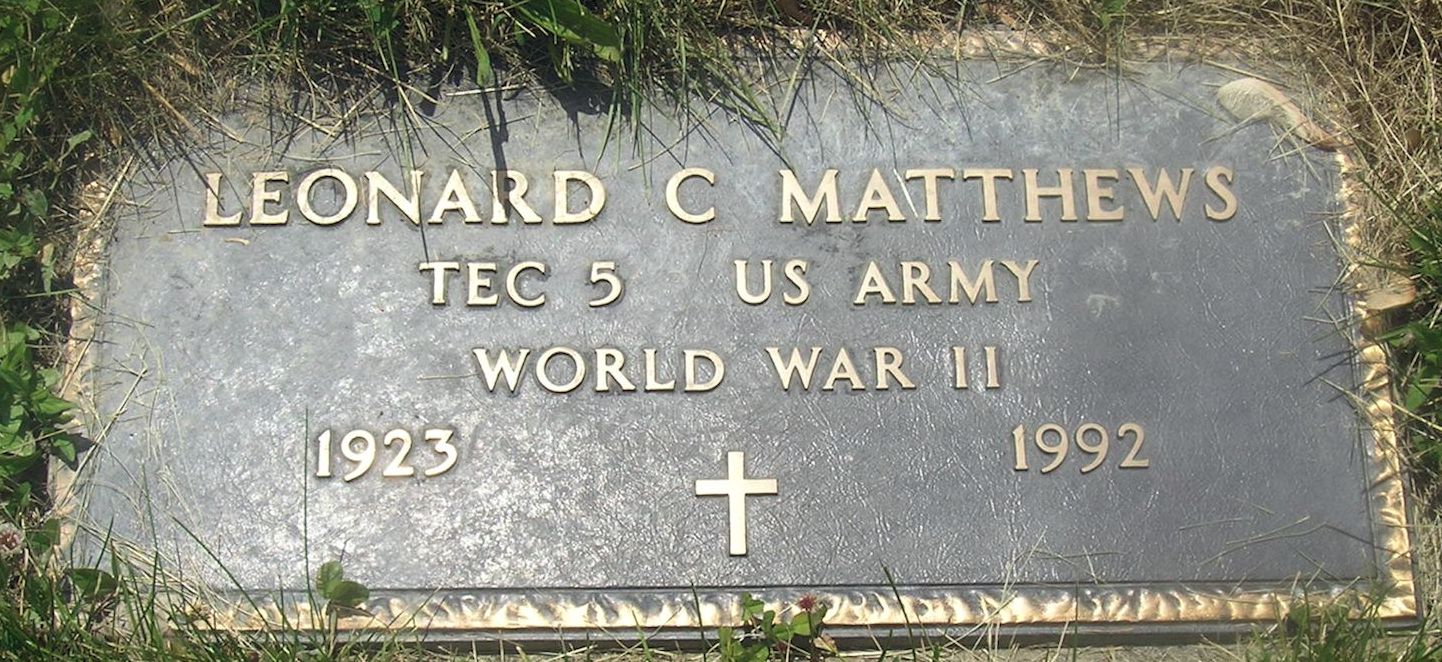 LEONARD C MATTHEWS
TEC 5 US ARMY
WORLD WAR II
1923 1992